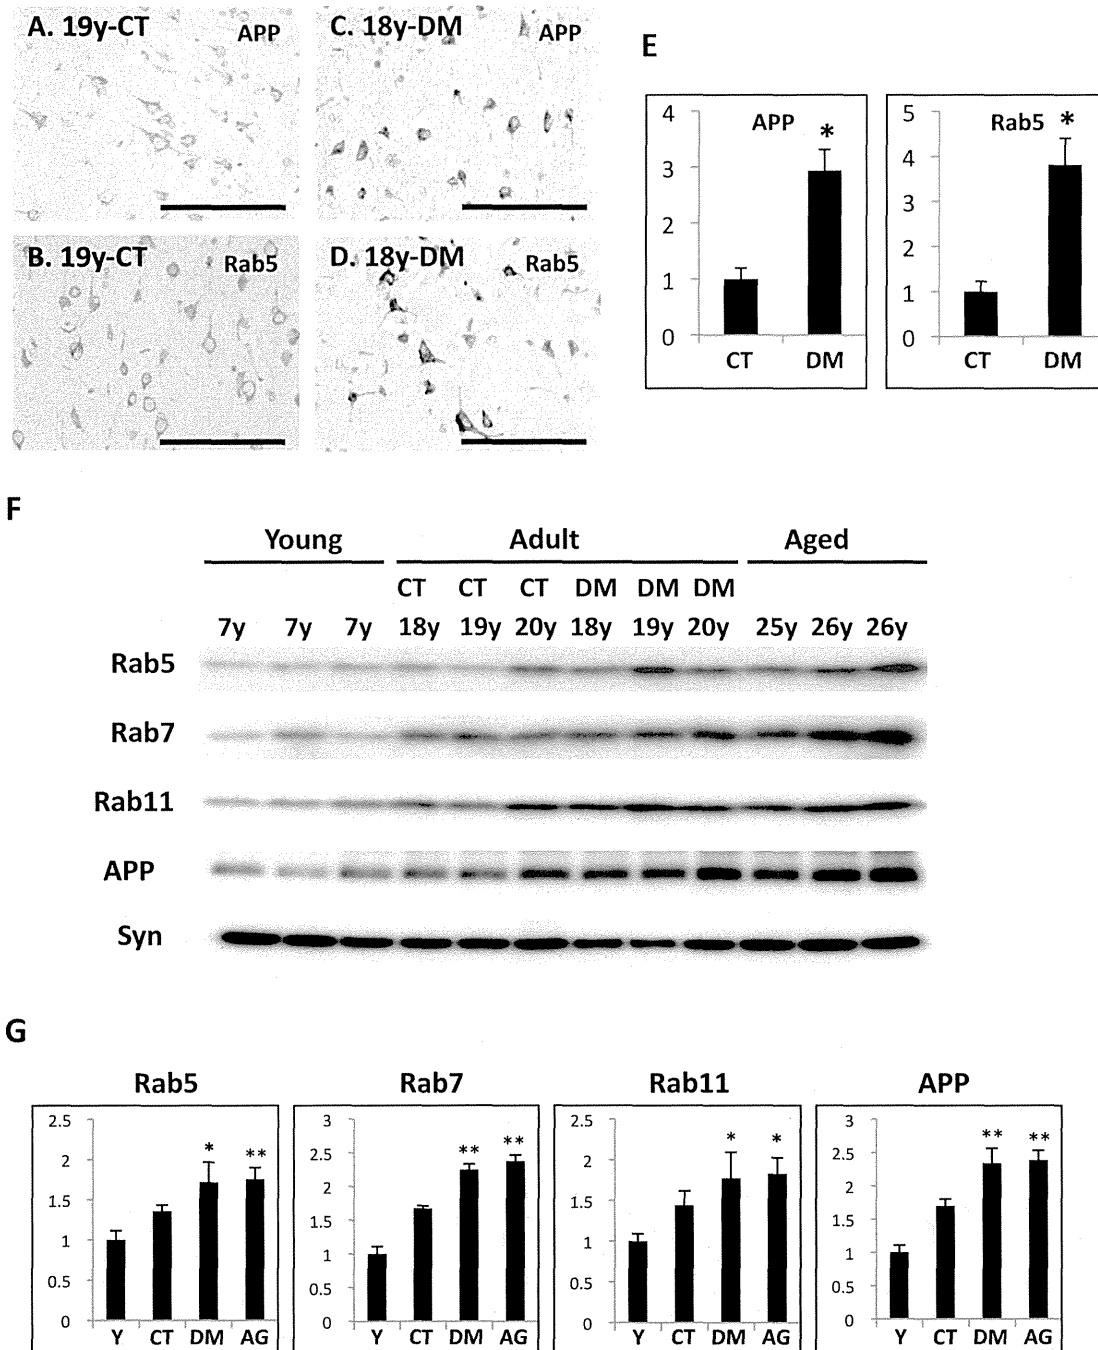 A. 19y-CT
APP
C. 18y-DM
APP
B. 19y-CT
Rab5
D. 18y-DM
Rab5
E
APP
*
4
3
2
1
0
CT
DM
Rab5
*
5
4
3
2
1
0
CT
DM
F
Young
Adult
Aged
CT CT CT DM DM DM
7y 7y 7y 18y 19y 20y 18y 19y 20y 25y 26y 26y
Rab5
Rab7
Rab11
APP
Syn
G
Rab5
2.5
2
1.5
1
0.5
0
*
**
Y CT DM AG
Rab7
3
2.5
2
1.5
1
0.5
0
**
**
Y CT DM AG
Rab11
2.5
2
1.5
1
0.5
0
*
*
Y CT DM AG
APP
3
2.5
2
1.5
1
0.5
0
**
**
Y CT DM AG